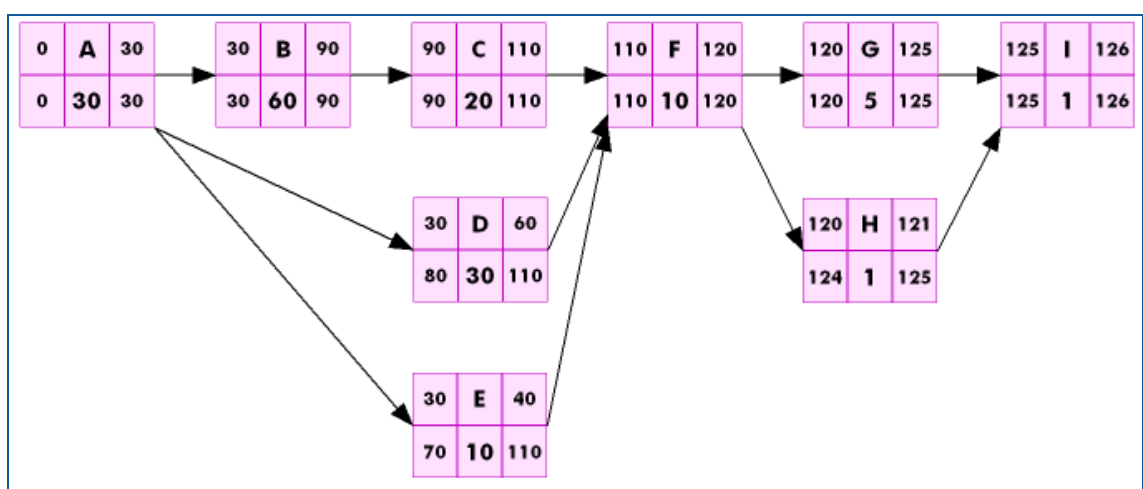 0 A 30
0 30 30
30 B 90
30 60 90
90 C 110
90 20 110
110 F 120
110 10 120
120 G 125
120 5 125
125 I 126
125 1 126
30 D 60
80 30 110
120 H 121
124 1 125
30 E 40
70 10 110